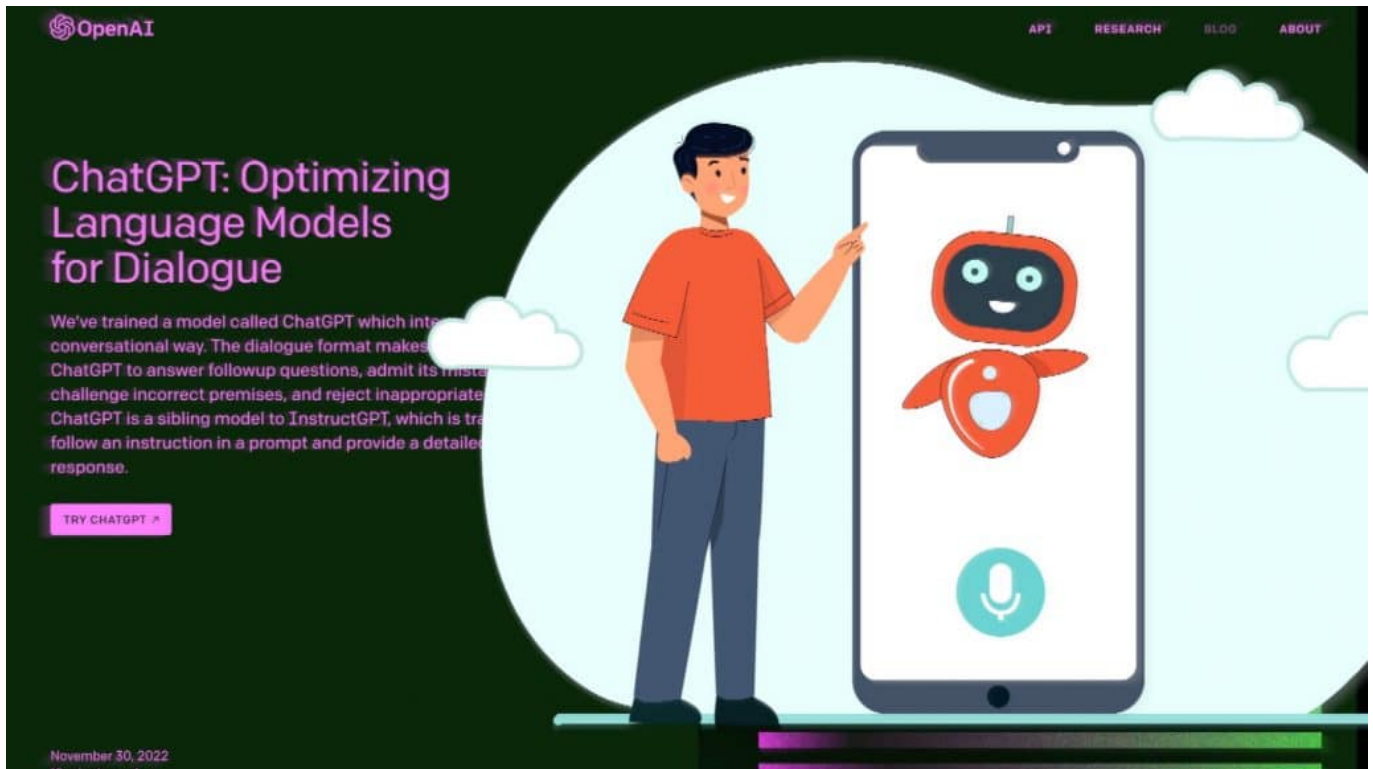 OpenAI
API RESEARCH BLOG ABOUT
ChatGPT: Optimizing
Language Models
for Dialogue
We've trained a model called ChatGPT which
conversational way. The dialogue format makes
ChatGPT to answer followup questions, admit its
challenge incorrect premises, and reject inappropriate
ChatGPT is a sibling model to InstructGPT, which is
follow an instruction in a prompt and provide a detailed
response.
TRY CHATGPT ↗
November 30, 2022